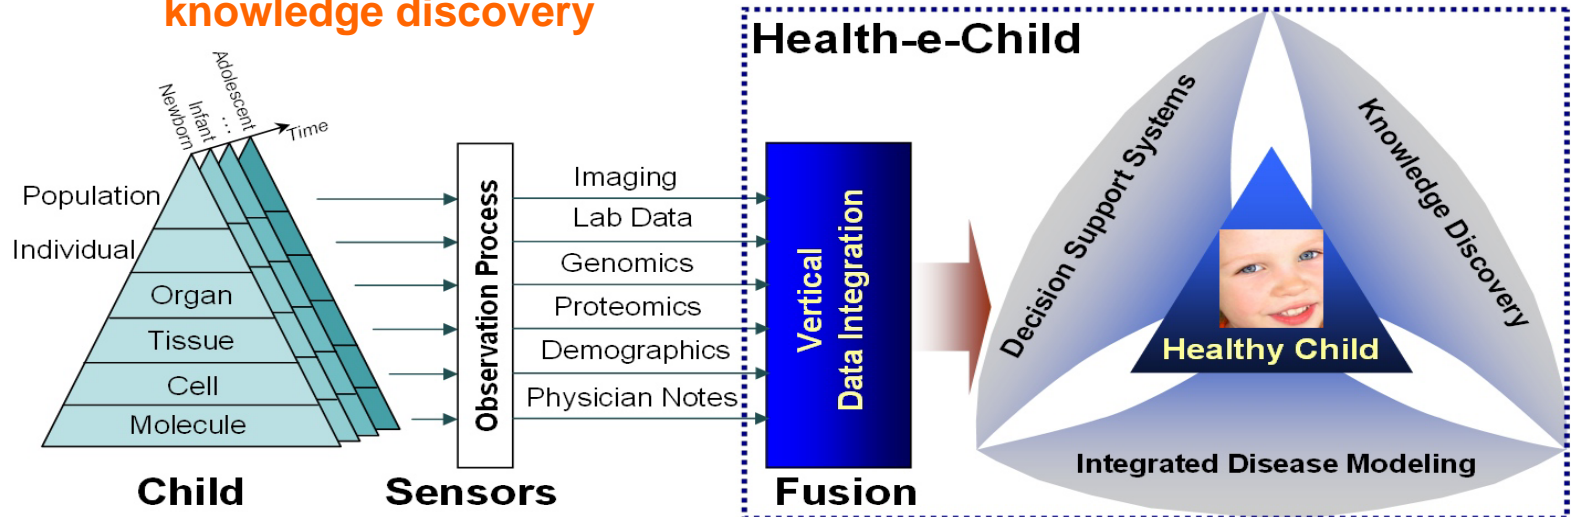 knowledge discovery
Health-e-Child
Newborn
Infant
...
Adolescent
Time
Population
Individual
Organ
Tissue
Cell
Molecule
Child
Observation Process
Sensors
Imaging
Lab Data
Genomics
Proteomics
Demographics
Physician Notes
Vertical
Data Integration
Fusion
Decision Support Systems
Knowledge Discovery
Healthy Child
Integrated Disease Modeling